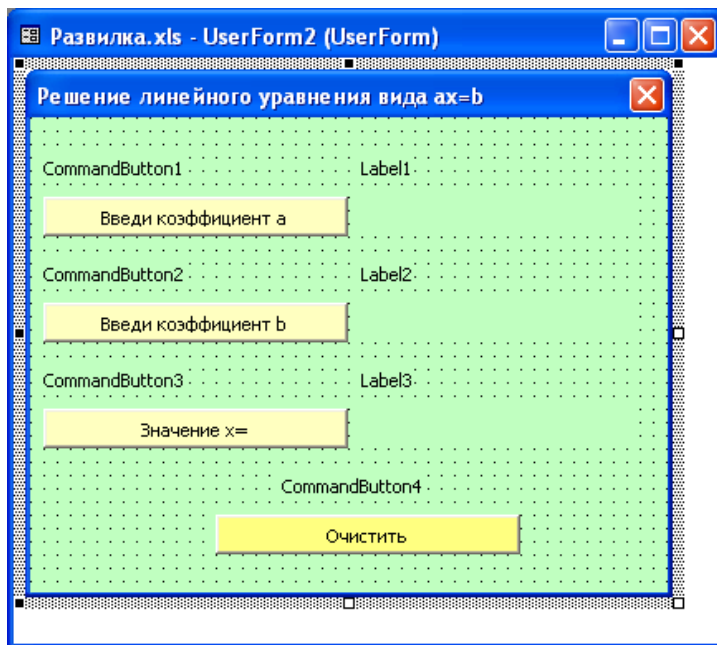 Развилка.xls - UserForm2 (UserForm)
Решение линейного уравнения вида ax=b
CommandButton1 Label1
Введи коэффициент a
CommandButton2 Label2
Введи коэффициент b
CommandButton3 Label3
Значение x=
CommandButton4
Очистить